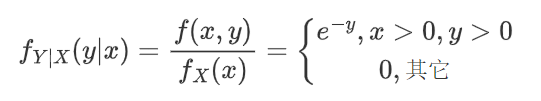 $f_{Y|X}(y|x) = \frac{f(x, y)}{f_X(x)} = \begin{cases} e^{-y}, x > 0, y > 0 \\ 0, 其它 \end{cases}$